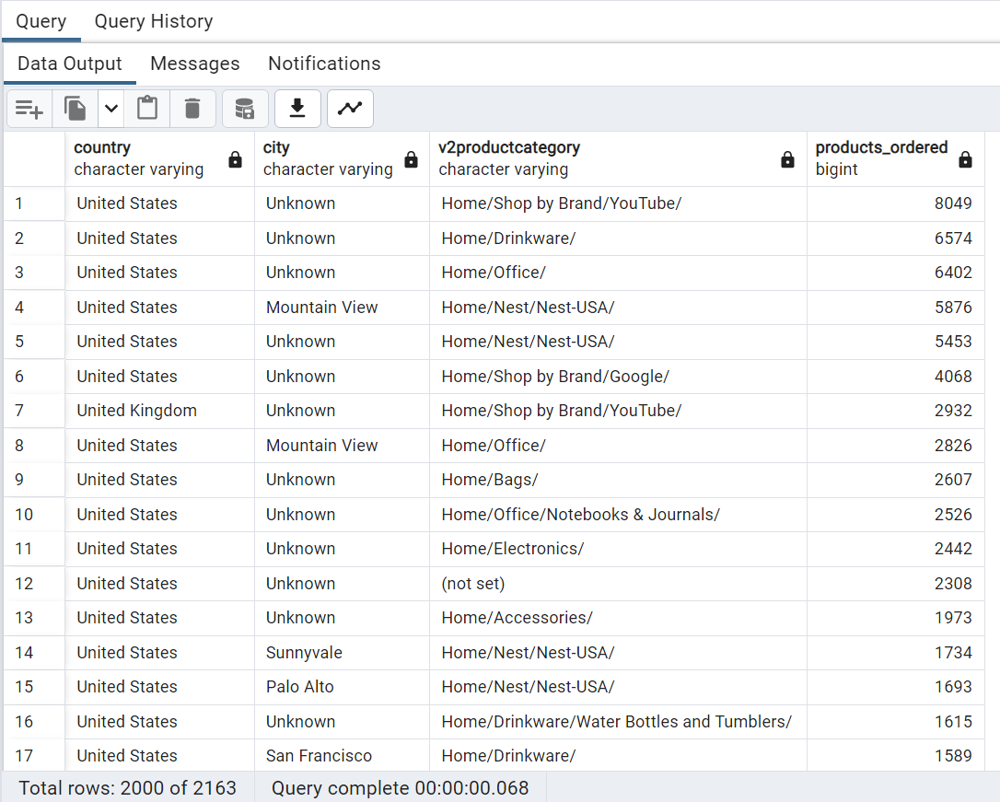 Query Query History
Data Output Messages Notifications
country city v2productcategory products_ordered
character varying character varying character varying bigint
1 United States Unknown Home/Shop by Brand/YouTube/ 8049
2 United States Unknown Home/Drinkware/ 6574
3 United States Unknown Home/Office/ 6402
4 United States Mountain View Home/Nest/Nest-USA/ 5876
5 United States Unknown Home/Nest/Nest-USA/ 5453
6 United States Unknown Home/Shop by Brand/Google/ 4068
7 United Kingdom Unknown Home/Shop by Brand/YouTube/ 2932
8 United States Mountain View Home/Office/ 2826
9 United States Unknown Home/Bags/ 2607
10 United States Unknown Home/Office/Notebooks & Journals/ 2526
11 United States Unknown Home/Electronics/ 2442
12 United States Unknown (not set) 2308
13 United States Unknown Home/Accessories/ 1973
14 United States Sunnyvale Home/Nest/Nest-USA/ 1734
15 United States Palo Alto Home/Nest/Nest-USA/ 1693
16 United States Unknown Home/Drinkware/Water Bottles and Tumblers/ 1615
17 United States San Francisco Home/Drinkware/ 1589
Total rows: 2000 of 2163 Query complete 00:00:00.068